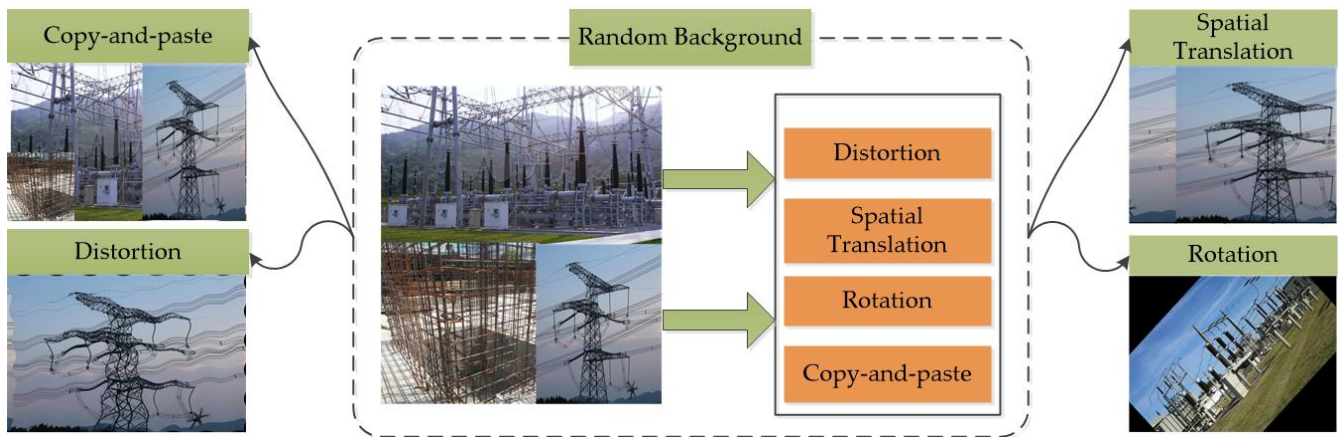 Copy-and-paste
Distortion
Random Background
Distortion
Spatial
Translation
Rotation
Copy-and-paste
Spatial
Translation
Rotation